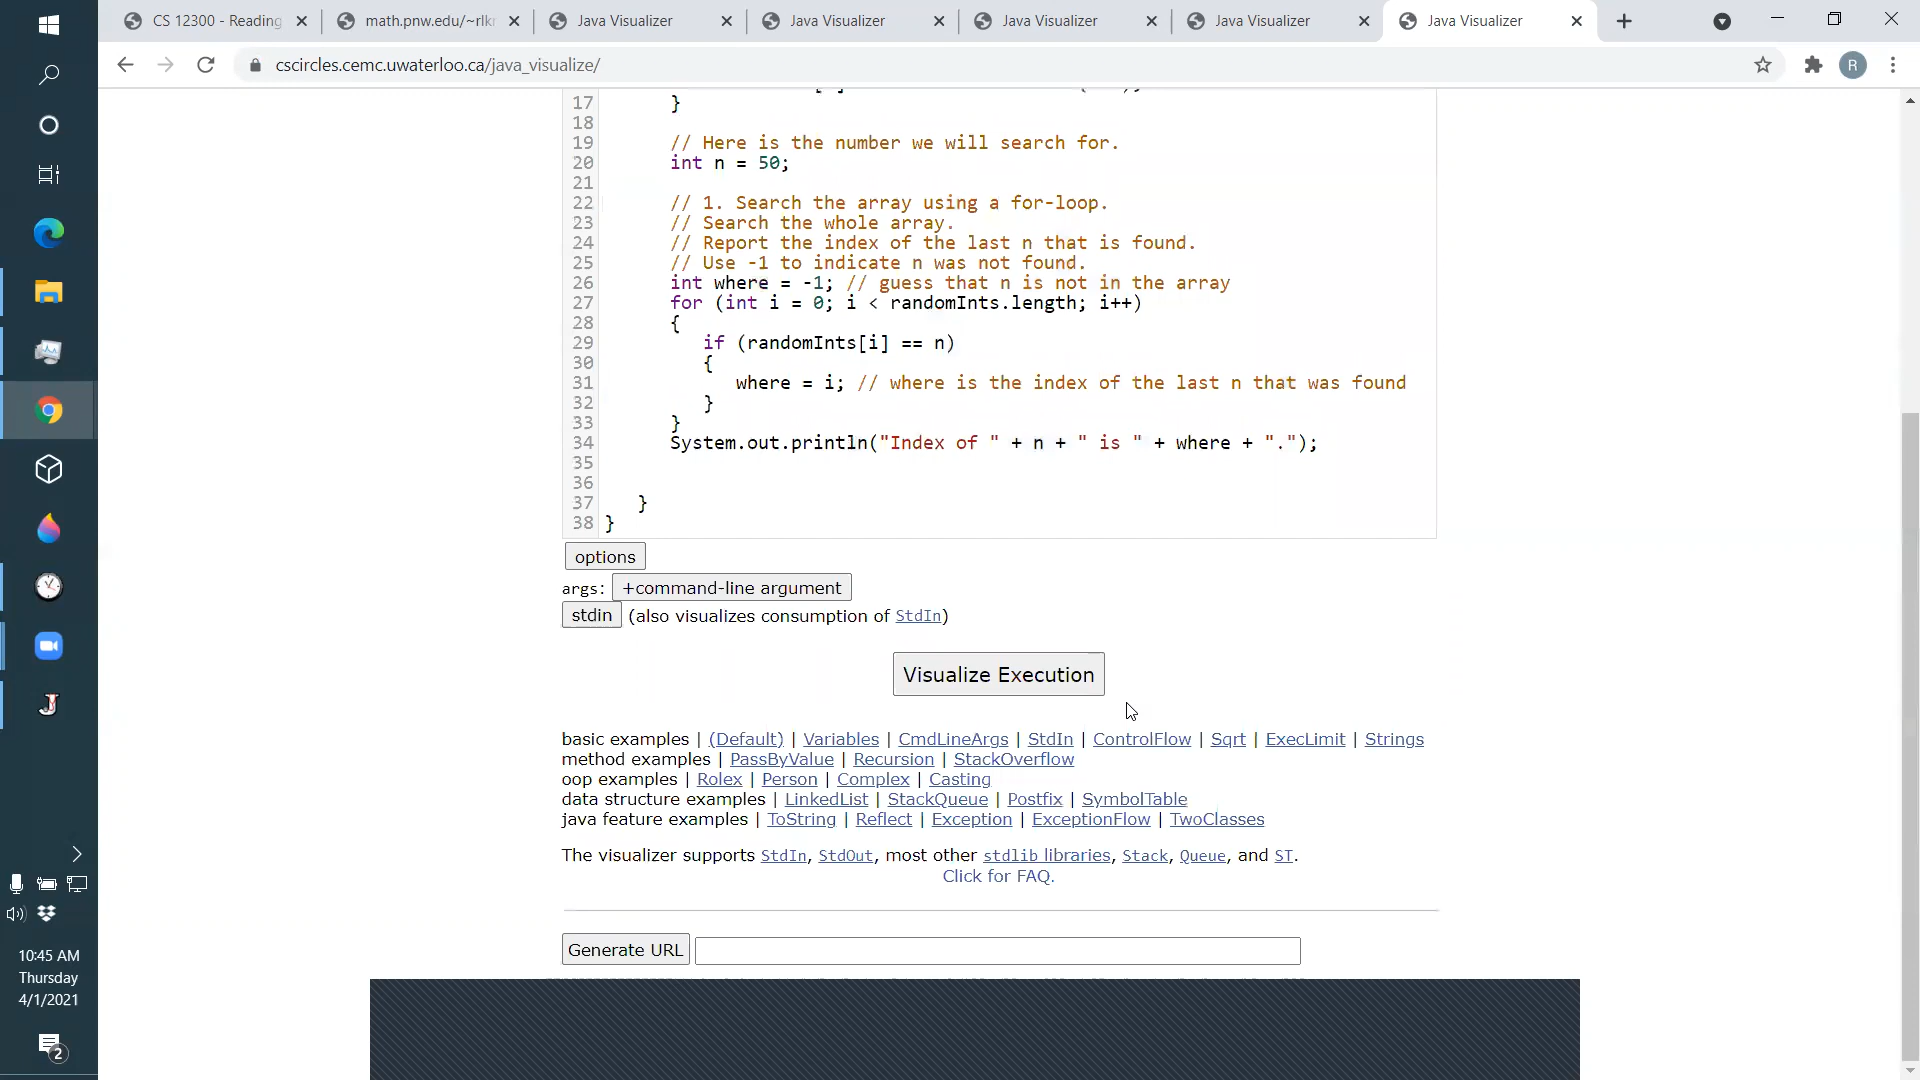 CS 12300 - Reading
math.pnw.edu/~rlkr
Java Visualizer
Java Visualizer
Java Visualizer
Java Visualizer
Java Visualizer
cscircles.cemc.uwaterloo.ca/java_visualize/
R
17 }
18
19 // Here is the number we will search for.
20 int n = 50;
21
22 // 1. Search the array using a for-loop.
23 // Search the whole array.
24 // Report the index of the last n that is found.
25 // Use -1 to indicate n was not found.
26 int where = -1; // guess that n is not in the array
27 for (int i = 0; i < randomInts.length; i++)
28 {
29 if (randomInts[i] == n)
30 {
31 where = i; // where is the index of the last n that was found
32 }
33 }
34 System.out.println("Index of " + n + " is " + where + ".");
35
36
37 }
38 }
options
args: +command-line argument
stdin (also visualizes consumption of StdIn)
Visualize Execution
basic examples | (Default) | Variables | CmdLineArgs | StdIn | ControlFlow | Sqrt | ExecLimit | Strings
method examples | PassByValue | Recursion | StackOverflow
oop examples | Rolex | Person | Complex | Casting
data structure examples | LinkedList | StackQueue | Postfix | SymbolTable
java feature examples | ToString | Reflect | Exception | ExceptionFlow | TwoClasses
The visualizer supports StdIn, StdOut, most other stdlib libraries, Stack, Queue, and ST.
Click for FAQ.
Generate URL
10:45 AM
Thursday
4/1/2021
2